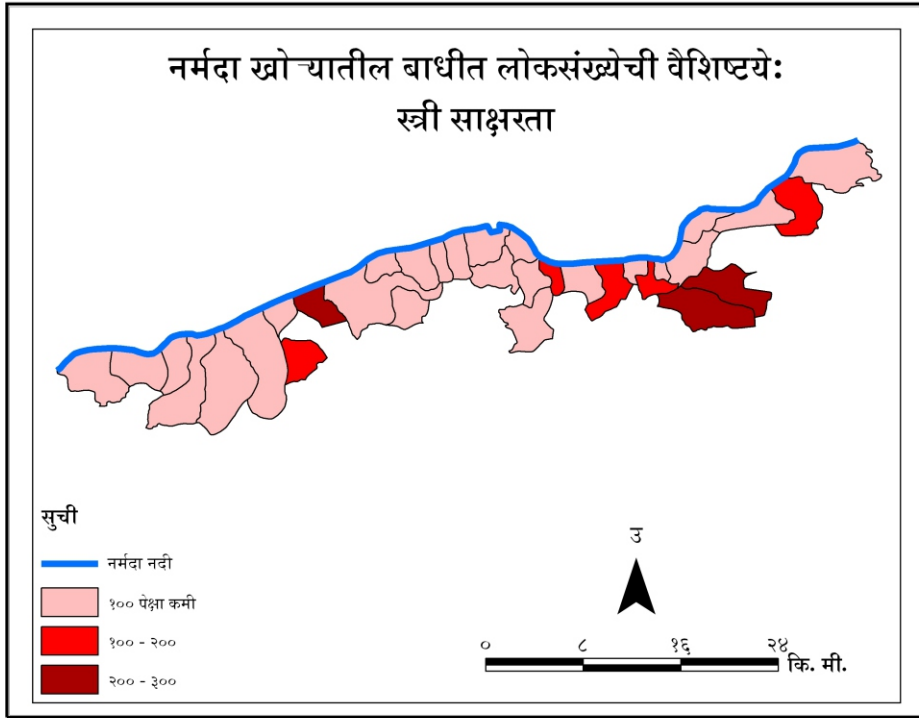 नर्मदा खोऱ्यातील बाधीत लोकसंख्येची वैशिष्टये:
स्त्री साक्षरता
सुची
नर्मदा नदी
१०० पेक्षा कमी
१०० - २००
२०० - ३००
उ
० ८ १६ २४
कि. मी.